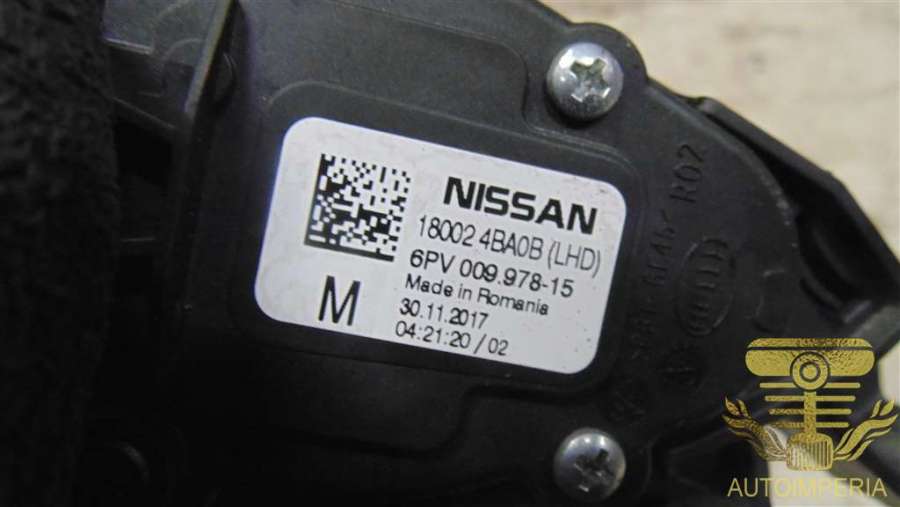 NISSAN
18002 4BA0B (LHD)
6PV 009.978-15
Made in Romania
30.11.2017
04:21:20 / 02
M
R02
AUTOIMPERIA